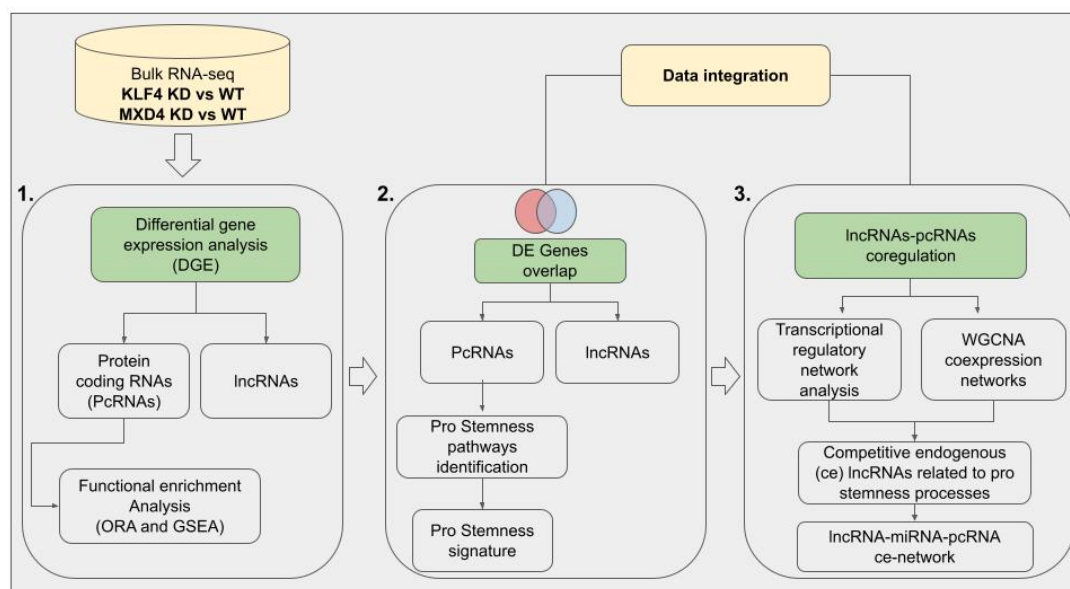 Bulk RNA-seq
KLF4 KD vs WT
MXD4 KD vs WT
Data integration
1.
Differential gene
expression analysis
(DGE)
Protein
coding RNAs
(PcRNAs)
lncRNAs
Functional enrichment
Analysis
(ORA and GSEA)
2.
DE Genes
overlap
PcRNAs
lncRNAs
Pro Stemness
pathways
identification
Pro Stemness
signature
3.
lncRNAs-pcRNAs
coregulation
Transcriptional
regulatory
network
analysis
WGCNA
coexpression
networks
Competitive endogenous
(ce) lncRNAs related to pro
stemness processes
lncRNA-miRNA-pcRNA
ce-network